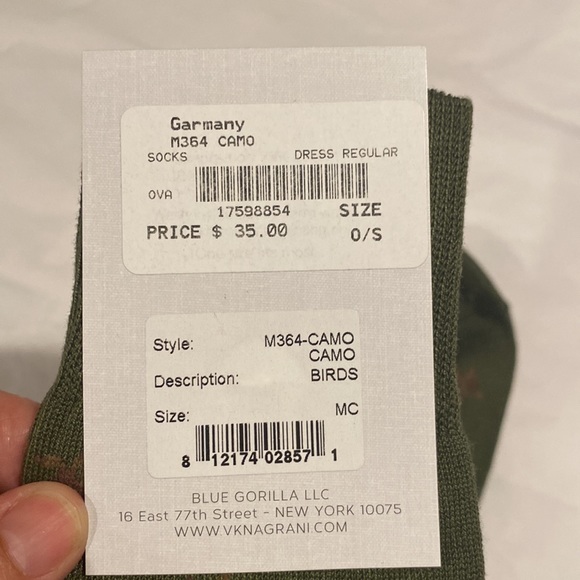 Garmany
M364 CAMO
SOCKS DRESS REGULAR
OVA
17598854 SIZE
PRICE $ 35.00 O/S
Style: M364-CAMO
CAMO
Description: BIRDS
Size: MC
8 12174 02857 1
BLUE GORILLA LLC
16 East 77th Street - NEW YORK 10075
WWW.VKNAGRANI.COM